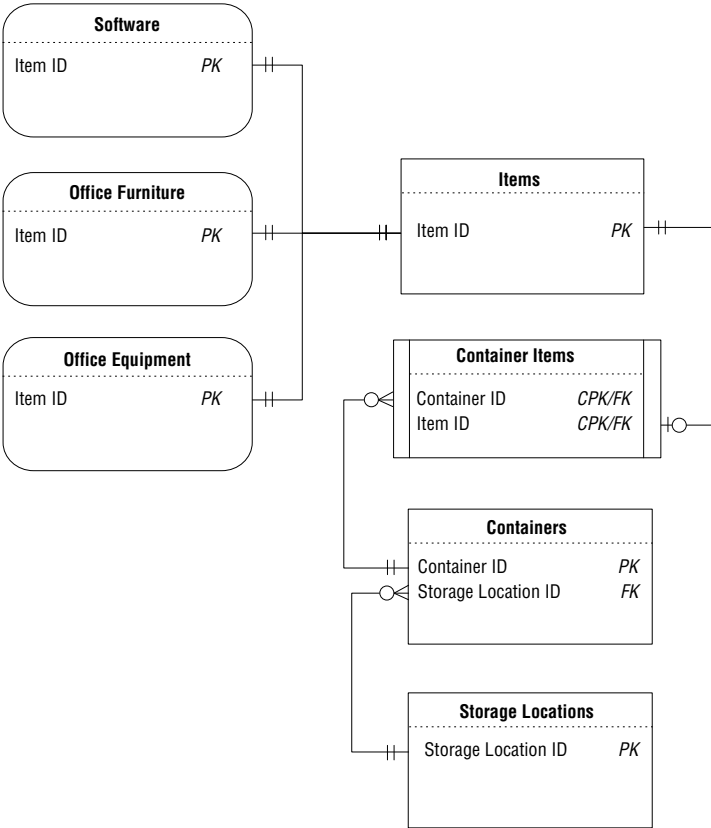 Software
Item ID PK
Office Furniture
Item ID PK
Office Equipment
Item ID PK
Items
Item ID PK
Container Items
Container ID CPK/FK
Item ID CPK/FK
Containers
Container ID PK
Storage Location ID FK
Storage Locations
Storage Location ID PK